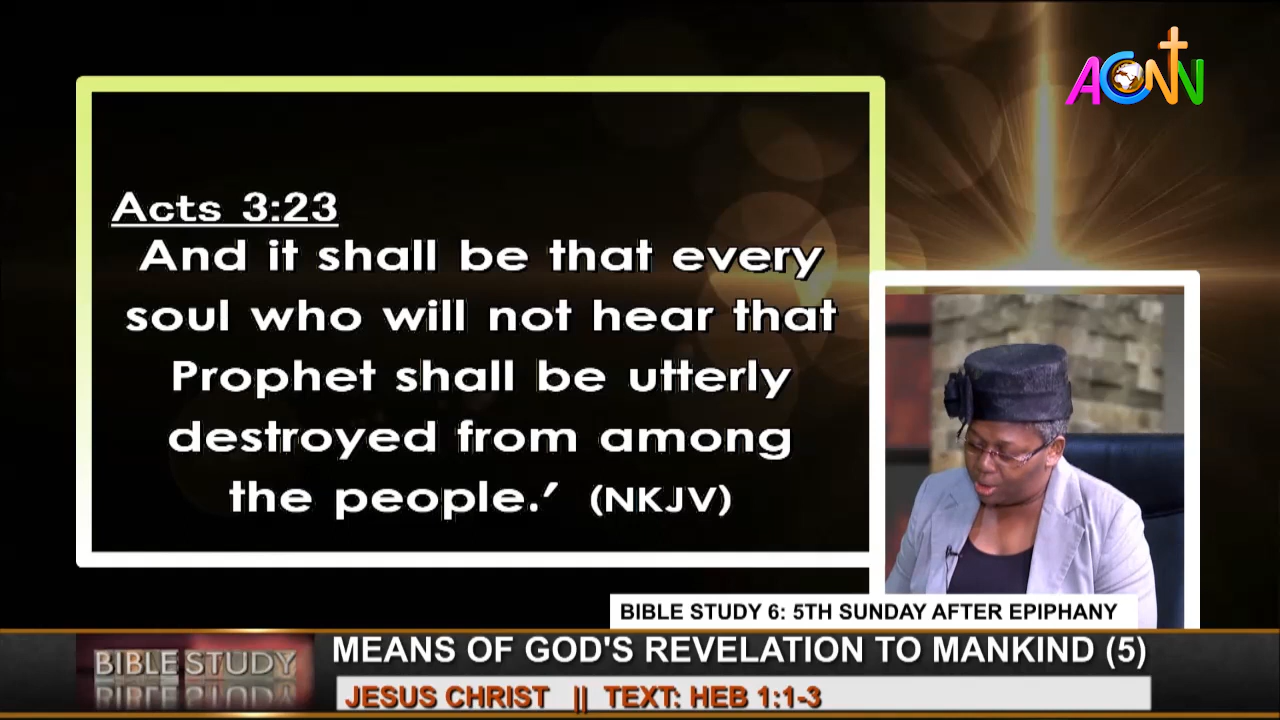 ACNN
Acts 3:23
And it shall be that every
soul who will not hear that
Prophet shall be utterly
destroyed from among
the people.’ (NKJV)
BIBLE STUDY 6: 5TH SUNDAY AFTER EPIPHANY
BIBLE STUDY
MEANS OF GOD'S REVELATION TO MANKIND (5)
JESUS CHRIST || TEXT: HEB 1:1-3